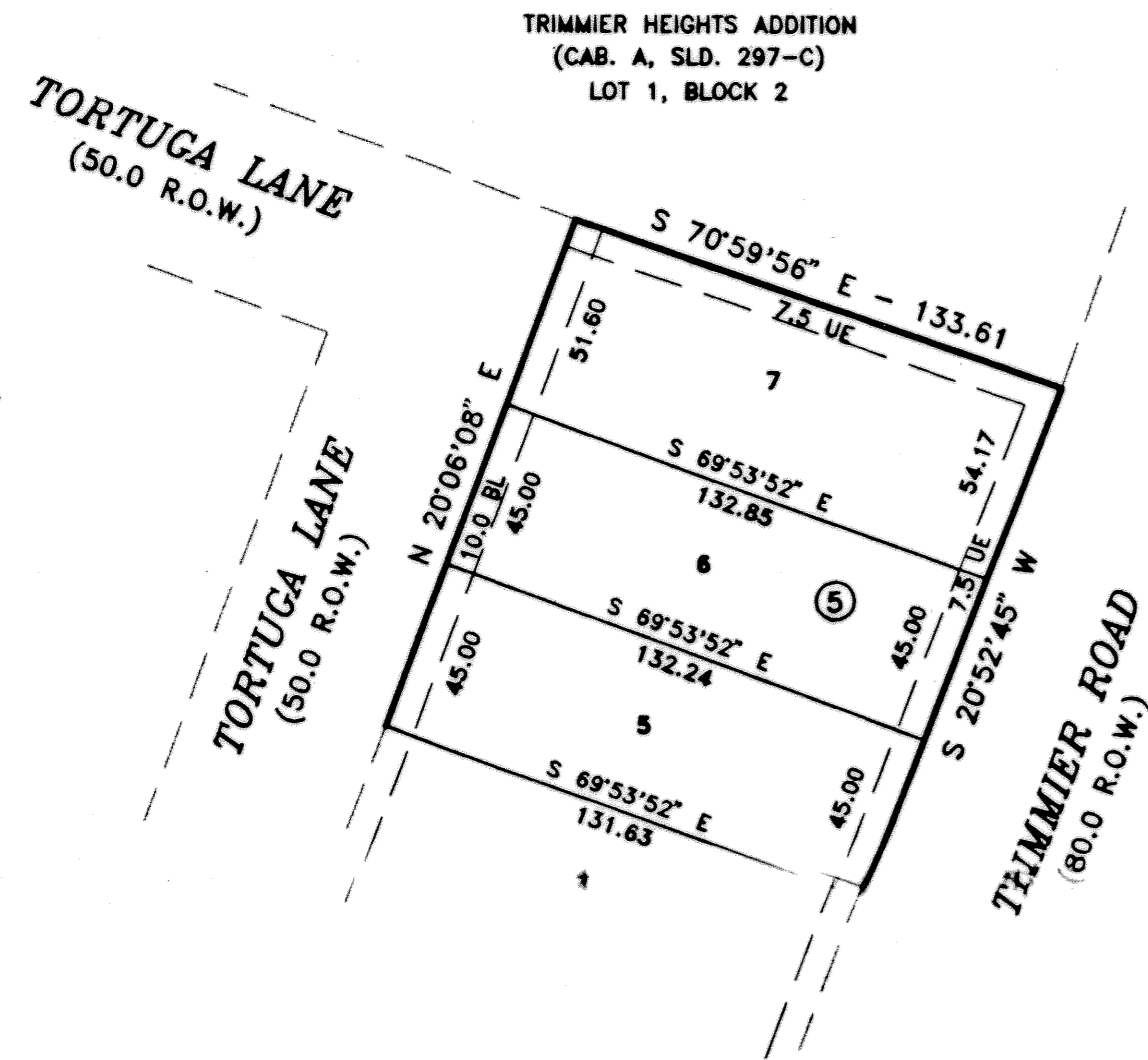 TRIMMIER HEIGHTS ADDITION
(CAB. A, SLD. 297-C)
LOT 1, BLOCK 2
TORTUGA LANE
(50.0 R.O.W.)
S 70°59'56" E - 133.61
7.5 UE
51.60
7
54.17
N 20°06'08" E
S 69°53'52" E
132.85
10.0 BL
45.00
6
5
7.5 UE
45.00
S 20°52'45" W
TORTUGA LANE
(50.0 R.O.W.)
S 69°53'52" E
132.24
45.00
5
45.00
S 69°53'52" E
131.63
TRIMMIER ROAD
(80.0 R.O.W.)